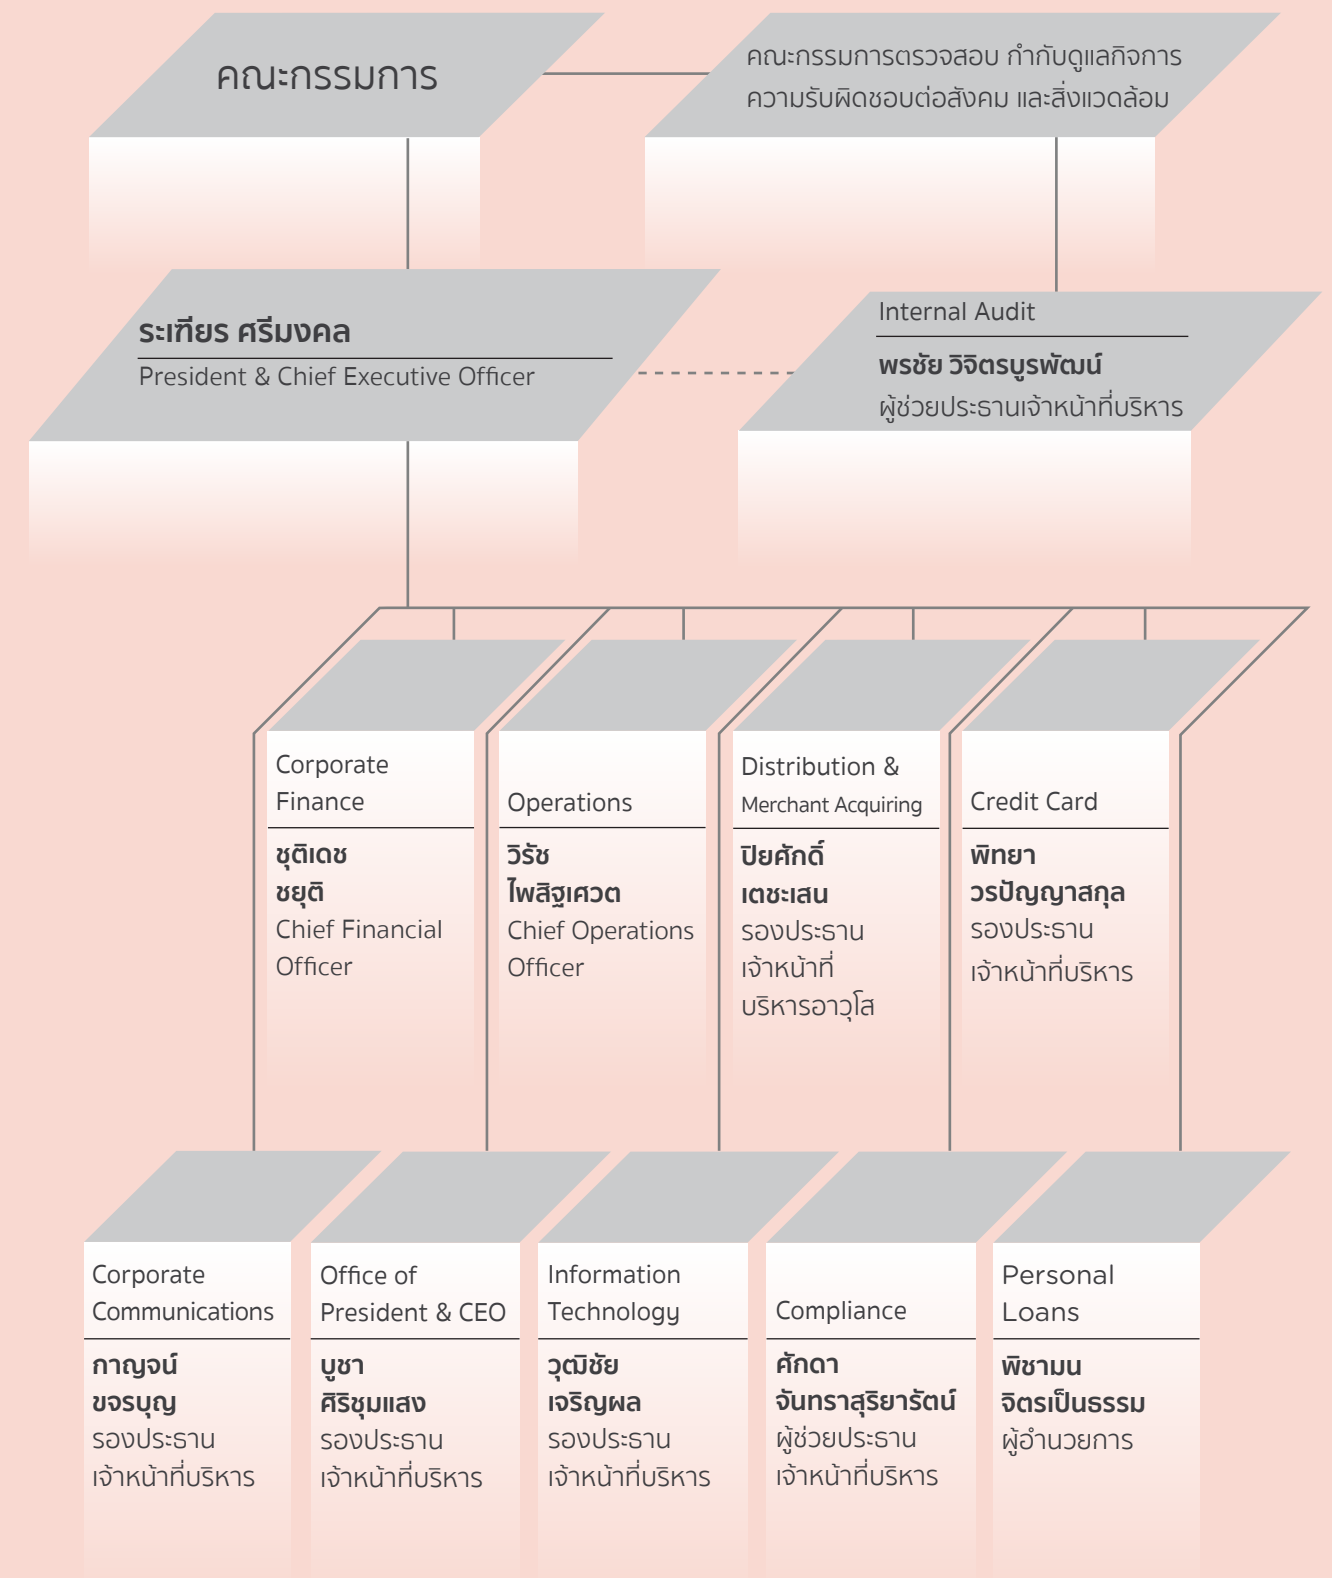 คณะกรรมการ
คณะกรรมการตรวจสอบ กำกับดูแลกิจการ
ความรับผิดชอบต่อสังคม และสิ่งแวดล้อม
ระเฑียร ศรีมงคล
President & Chief Executive Officer
Internal Audit
พรชัย วิจิตรบูรพัฒน์
ผู้ช่วยประธานเจ้าหน้าที่บริหาร
Corporate
Finance
ชุติเดช
ชยุติ
Chief Financial
Officer
Operations
วิรัช
ไพสิฐเศวต
Chief Operations
Officer
Distribution &
Merchant Acquiring
ปิยศักดิ์
เตชะเสน
รองประธาน
เจ้าหน้าที่
บริหารอาวุโส
Credit Card
พิทยา
วรปัญญาสกุล
รองประธาน
เจ้าหน้าที่บริหาร
Corporate
Communications
กาญจน์
ขจรบุญ
รองประธาน
เจ้าหน้าที่บริหาร
Office of
President & CEO
บูชา
ศิริชุมแสง
รองประธาน
เจ้าหน้าที่บริหาร
Information
Technology
วุฒิชัย
เจริญผล
รองประธาน
เจ้าหน้าที่บริหาร
Compliance
ศักดา
จันทราสุริยารัตน์
ผู้ช่วยประธาน
เจ้าหน้าที่บริหาร
Personal
Loans
พิชามน
จิตรเป็นธรรม
ผู้อำนวยการ